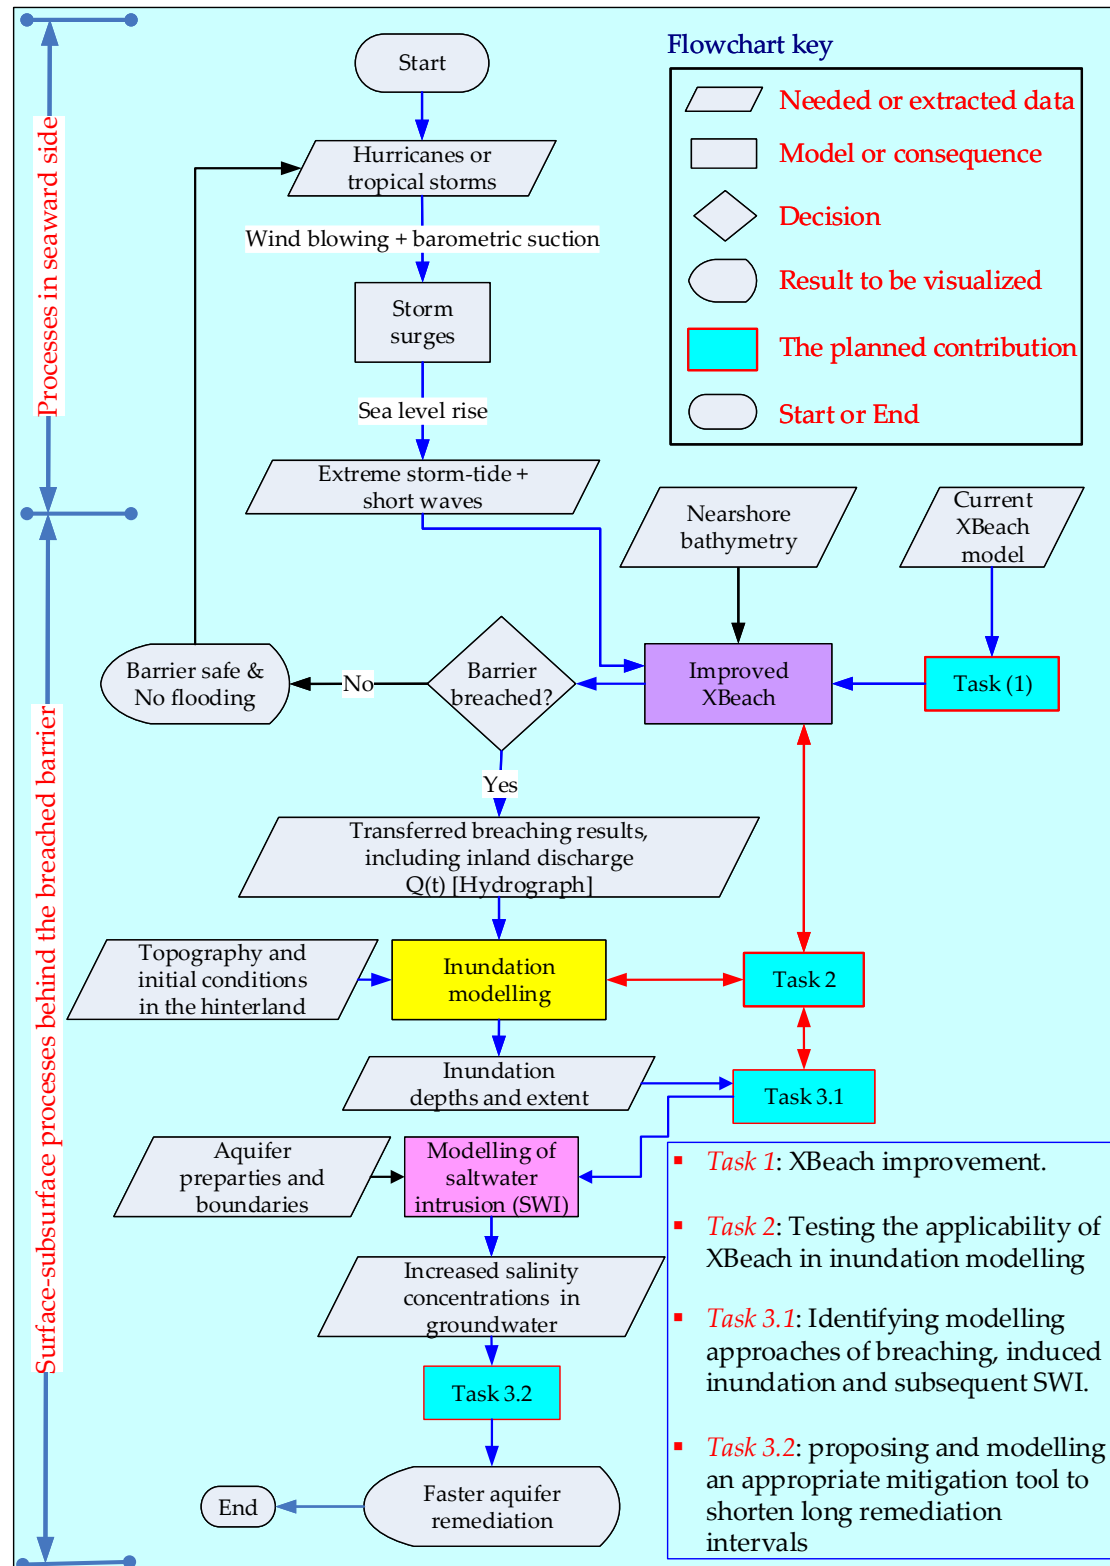 Start
Flowchart key
Needed or extracted data
Model or consequence
Decision
Result to be visualized
The planned contribution
Start or End
Processes in seaward side
Hurricanes or
tropical storms
Wind blowing + barometric suction
Storm
surges
Sea level rise
Extreme storm-tide +
short waves
Nearshore
bathymetry
Current
XBeach
model
Surface-subsurface processes behind the breached barrier
Barrier safe &
No flooding
No
Barrier
breached?
Improved
XBeach
Task (1)
Yes
Transferred breaching results,
including inland discharge
Q(t) [Hydrograph]
Topography and
initial conditions
in the hinterland
Inundation
modelling
Task 2
Inundation
depths and extent
Task 3.1
Aquifer
preparties and
boundaries
Modelling of
saltwater
intrusion (SWI)
Increased salinity
concentrations in
groundwater
Task 3.2
End
Faster aquifer
remediation
▪ Task 1: XBeach improvement.
▪ Task 2: Testing the applicability of
XBeach in inundation modelling
▪ Task 3.1: Identifying modelling
approaches of breaching, induced
inundation and subsequent SWI.
▪ Task 3.2: proposing and modelling
an appropriate mitigation tool to
shorten long remediation
intervals